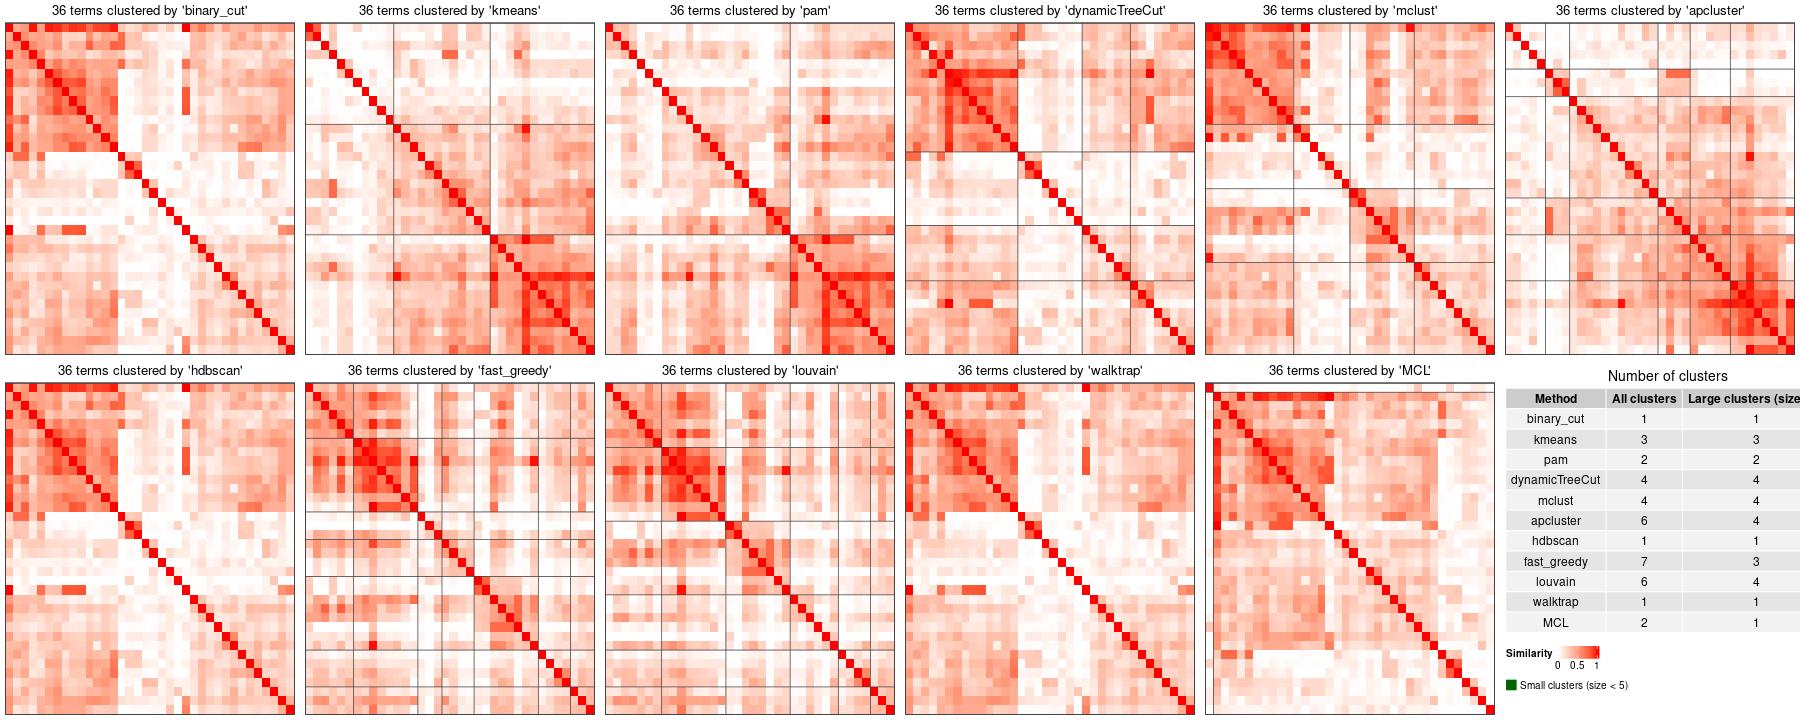 36 terms clustered by 'binary_cut'
36 terms clustered by 'kmeans'
36 terms clustered by 'pam'
36 terms clustered by 'dynamicTreeCut'
36 terms clustered by 'mclust'
36 terms clustered by 'apcluster'
36 terms clustered by 'hdbscan'
36 terms clustered by 'fast_greedy'
36 terms clustered by 'louvain'
36 terms clustered by 'walktrap'
36 terms clustered by 'MCL'
Number of clusters
Method All clusters Large clusters (size
binary_cut 1 1
kmeans 3 3
pam 2 2
dynamicTreeCut 4 4
mclust 4 4
apcluster 6 4
hdbscan 1 1
fast_greedy 7 3
louvain 6 4
walktrap 1 1
MCL 2 1
Similarity
0 0.5 1
Small clusters (size < 5)